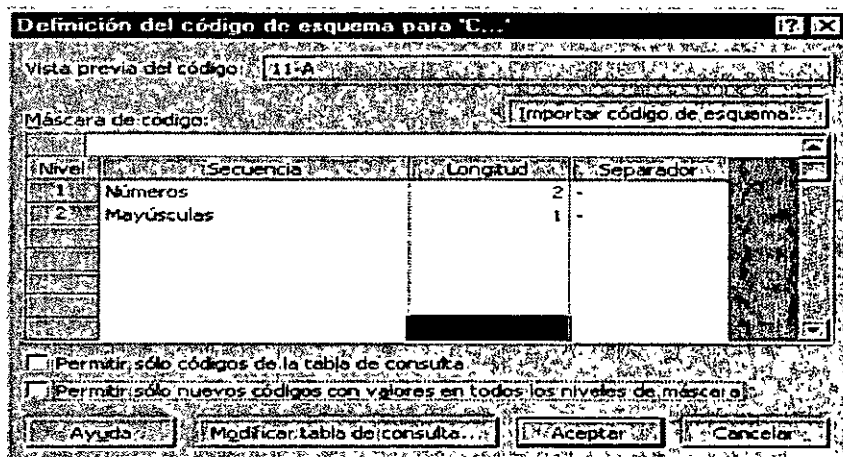 Definición del código de esquema para 'C...'
Vista previa del código: 11-A
Importar código de esquema...
Máscara de código:
Nivel Secuencia Longitud Separador
1 Números 2 -
2 Mayúsculas 1 -
Permitir sólo códigos de la tabla de consulta
Permitir sólo nuevos códigos con valores en todos los niveles de máscara
Ayuda Modificar tabla de consulta... Aceptar Cancelar